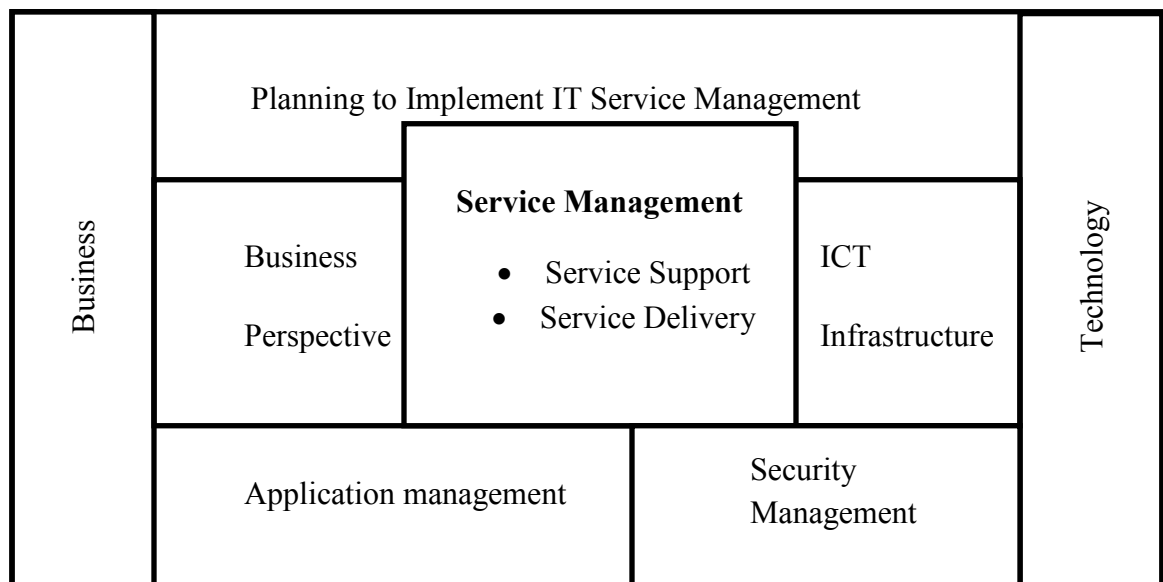 Planning to Implement IT Service Management
Business
Business
Perspective
Service Management
• Service Support
• Service Delivery
ICT
Infrastructure
Technology
Application management
Security
Management